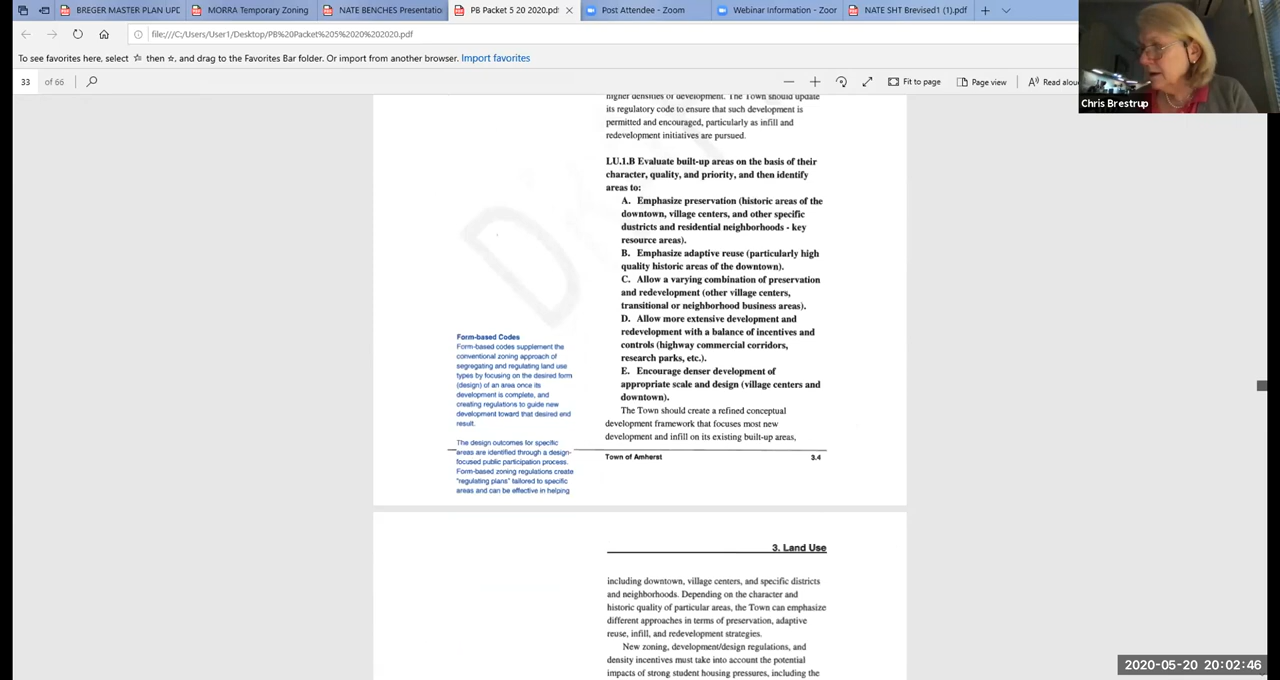 BREGER MASTER PLAN UPD
MORRA Temporary Zoning
NATE BENCHES Presentatio
PB Packet 5 20 2020.pdf
Post Attendee - Zoom
Webinar Information - Zoor
NATE SHT Brevised1 (1).pdf
file:///C:/Users/User1/Desktop/PB%20Packet%205%2020%202020.pdf
To see favorites here, select ☆ then ☆, and drag to the Favorites Bar folder. Or import from another browser. Import favorites
33 of 66
Fit to page
Page view
Read alou
Chris Brestrup
higher densities of development. The Town should update
its regulatory code to ensure that such development is
permitted and encouraged, particularly as infill and
redevelopment initiatives are pursued.
LU.1.B Evaluate built-up areas on the basis of their
character, quality, and priority, and then identify
areas to:
A. Emphasize preservation (historic areas of the
downtown, village centers, and other specific
dustricts and residential neighborhoods - key
resource areas).
B. Emphasize adaptive reuse (particularly high
quality historic areas of the downtown).
C. Allow a varying combination of preservation
and redevelopment (other village centers,
transitional or neighborhood business areas).
D. Allow more extensive development and
redevelopment with a balance of incentives and
controls (highway commercial corridors,
research parks, etc.).
E. Encourage denser development of
appropriate scale and design (village centers and
downtown).
The Town should create a refined conceptual
development framework that focuses most new
development and infill on its existing built-up areas,
Form-based Codes
Form-based codes supplement the
conventional zoning approach of
segregating and regulating land use
types by focusing on the desired form
(design) of an area once its
development is complete, and
creating regulations to guide new
development toward that desired end
result.
The design outcomes for specific
areas are identified through a design-
focused public participation process.
Form-based zoning regulations create
"regulating plans" tailored to specific
areas and can be effective in helping
Town of Amherst 3.4
3. Land Use
including downtown, village centers, and specific districts
and neighborhoods. Depending on the character and
historic quality of particular areas, the Town can emphasize
different approaches in terms of preservation, adaptive
reuse, infill, and redevelopment strategies.
New zoning, development/design regulations, and
density incentives must take into account the potential
impacts of strong student housing pressures, including the
2020-05-20 20:02:46